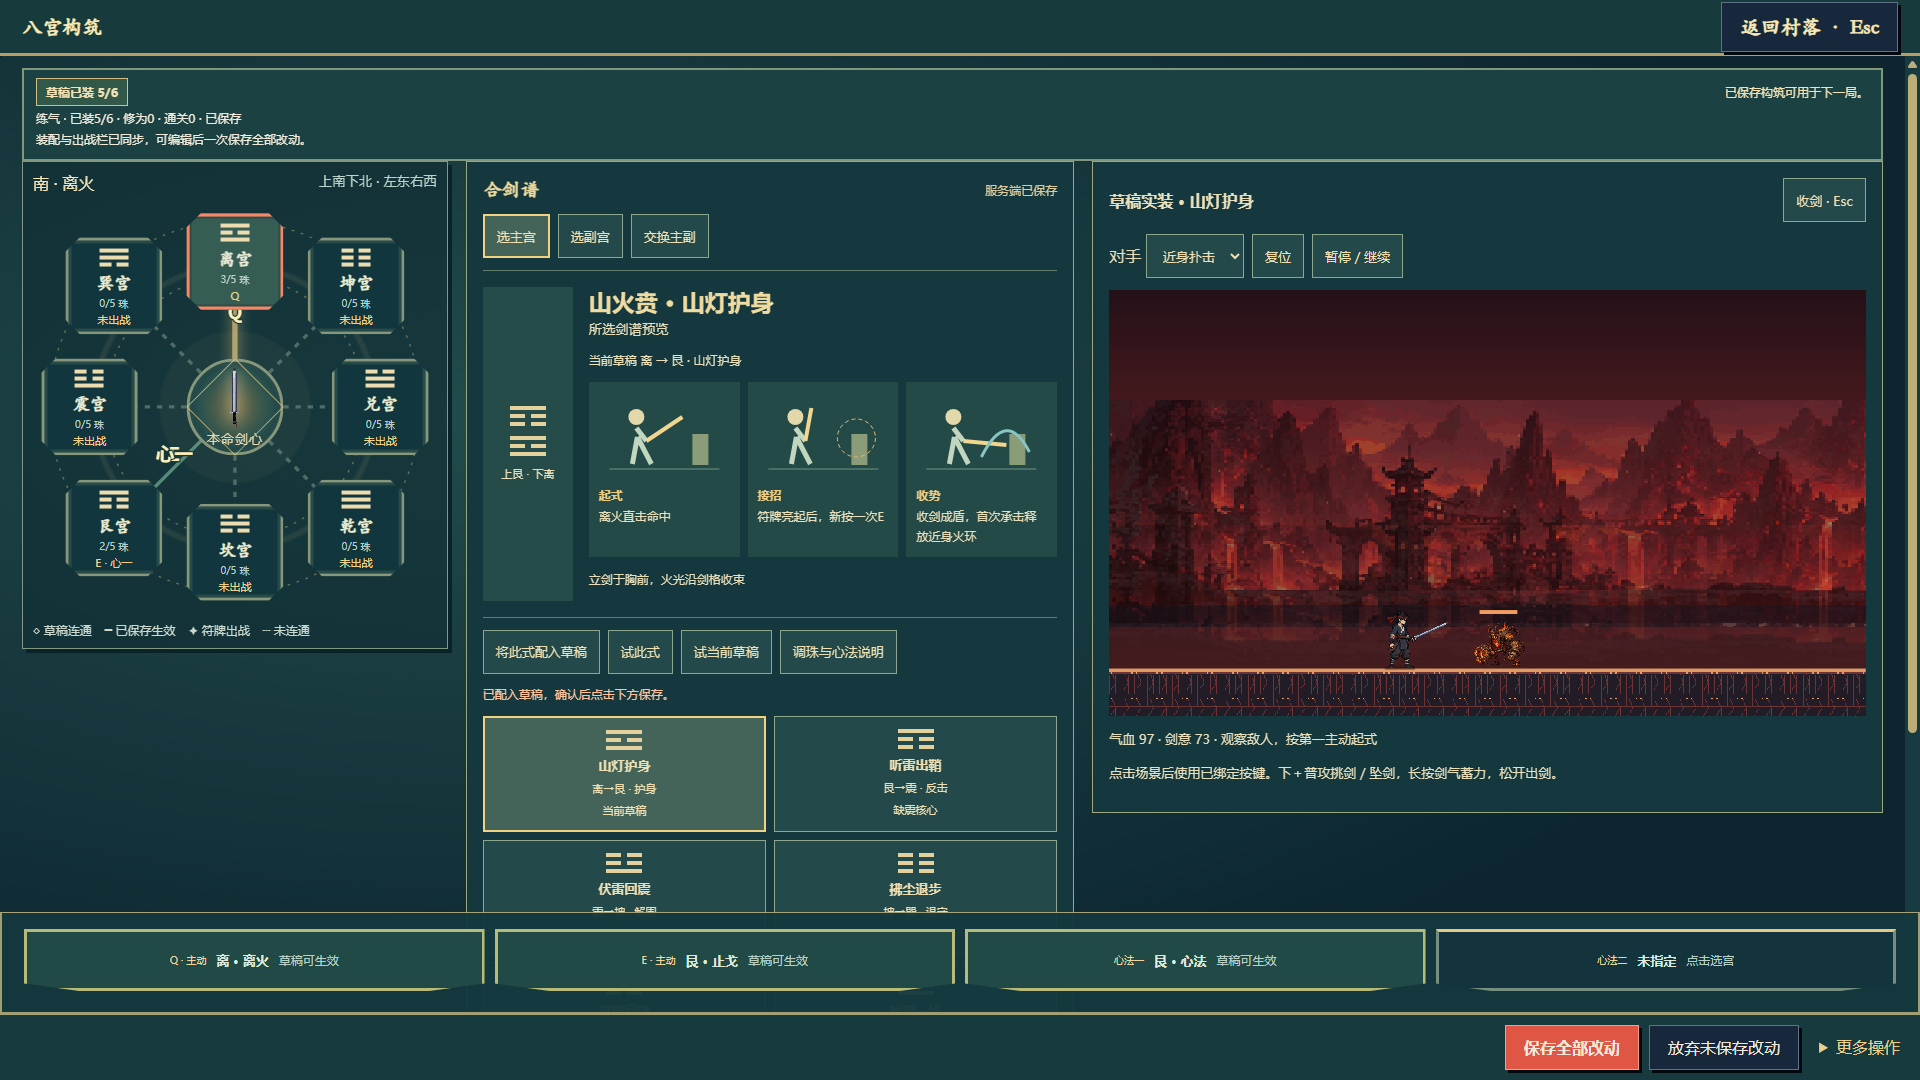 八宫构筑
返回村落 · Esc
草稿已装 5/6
练气 · 已装5/6 · 修为0 · 通关0 · 已保存
装配与出战栏已同步，可编辑后一次保存全部改动。
已保存构筑可用于下一局。
南 · 离火
上南下北 · 左东右西
离宫
3/5 珠
Q
Q
巽宫
0/5 珠
未出战
坤宫
0/5 珠
未出战
震宫
0/5 珠
未出战
兑宫
0/5 珠
未出战
本命剑心
心一
艮宫
2/5 珠
E · 心一
坎宫
0/5 珠
未出战
乾宫
0/5 珠
未出战
草稿连通 已保存生效 符牌出战 未连通
合剑谱
服务端已保存
选主宫
选副宫
交换主副
上艮 · 下离
山火贲 • 山灯护身
所选剑谱预览
当前草稿 离 → 艮 · 山灯护身
起式
离火直击命中
接招
符牌亮起后，新按一次E
收势
收剑成盾，首次承击释
放近身火环
立剑于胸前，火光沿剑格收束
将此式配入草稿
试此式
试当前草稿
调珠与心法说明
已配入草稿，确认后点击下方保存。
山灯护身
离→艮 · 护身
当前草稿
听雷出鞘
艮→震 · 反击
缺震核心
伏雷回震
拂尘退步
草稿实装 • 山灯护身
收剑 · Esc
对手
近身扑击
复位
暂停 / 继续
气血 97 · 剑意 73 · 观察敌人，按第一主动起式
点击场景后使用已绑定按键。下 + 普攻挑剑 / 坠剑，长按剑气蓄力，松开出剑。
Q · 主动 离 • 离火 草稿可生效
E · 主动 艮 • 止戈 草稿可生效
心法一 艮 • 心法 草稿可生效
心法二 未指定 点击选宫
保存全部改动
放弃未保存改动
▶ 更多操作